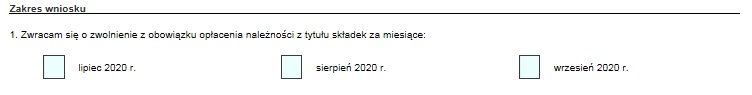 Zakres wniosku
1. Zwracam się o zwolnienie z obowiązku opłacenia należności z tytułu składek za miesiące:
lipiec 2020 r. sierpień 2020 r. wrzesień 2020 r.